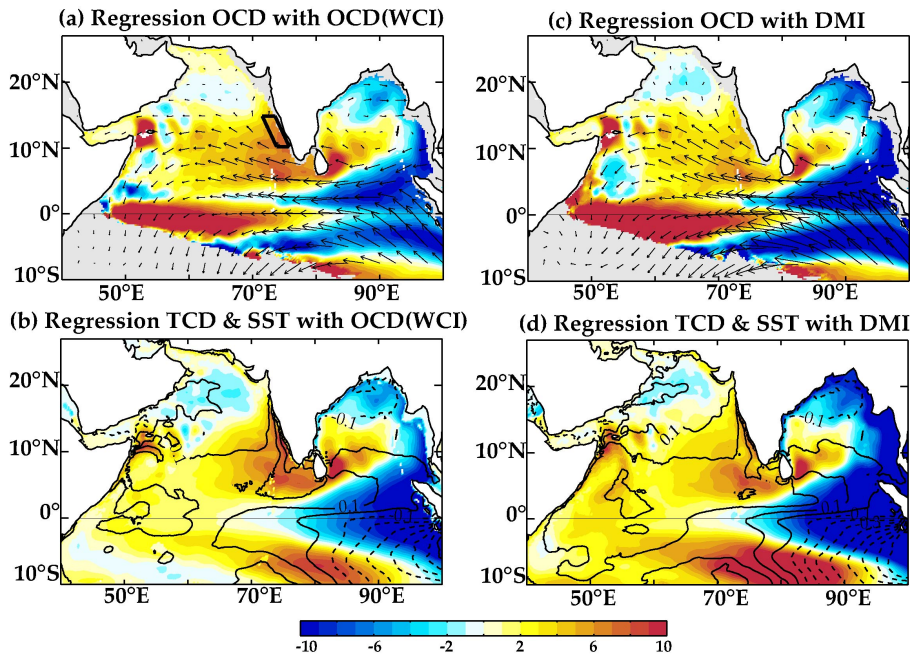 (a) Regression OCD with OCD(WCI)
(c) Regression OCD with DMI
20°N
10°N
0°
10°S
50°E 70°E 90°E
20°N
10°N
0°
10°S
50°E 70°E 90°E
(b) Regression TCD & SST with OCD(WCI)
(d) Regression TCD & SST with DMI
20°N
10°N
0°
10°S
50°E 70°E 90°E
0.1
0.1
20°N
10°N
0°
10°S
50°E 70°E 90°E
0.1
0.1
0.1
-10 -6 -2 2 6 10